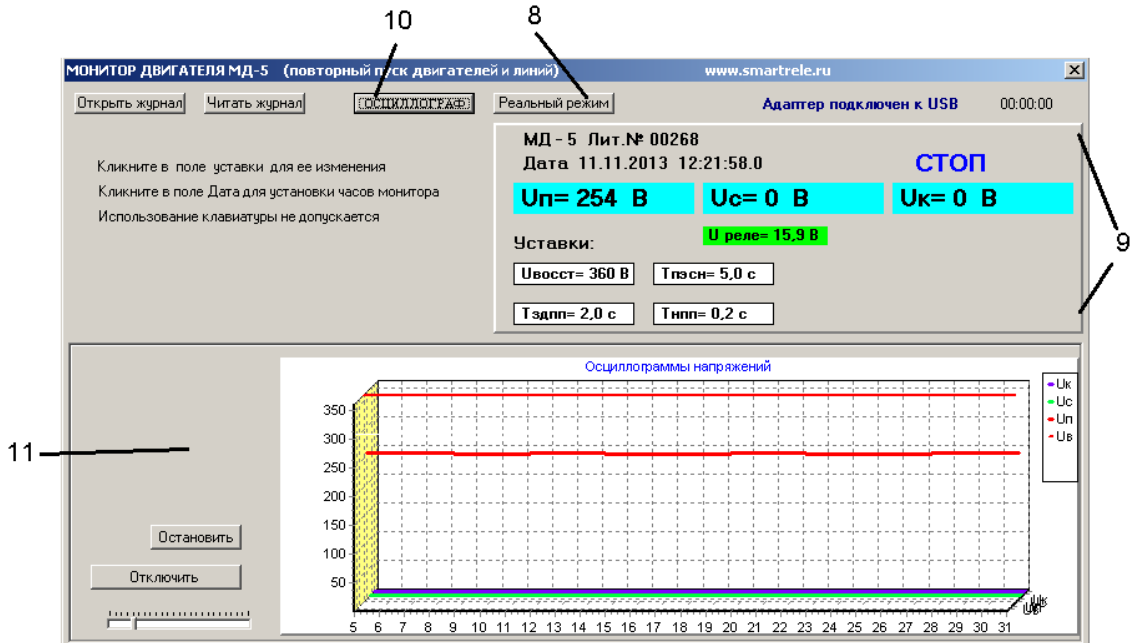 10
8
МОНИТОР ДВИГАТЕЛЯ МД-5 (повторный пуск двигателей и линий) www.smartrele.ru
Открыть журнал Читать журнал ОСЦИЛЛОГРАФ Реальный режим Адаптер подключен к USB 00:00:00
МД - 5 Лит.№ 00268
Дата 11.11.2013 12:21:58.0 СТОП
Кликните в поле уставки для ее изменения
Кликните в поле Дата для установки часов монитора
Использование клавиатуры не допускается
Uп= 254 В Uс= 0 В Uк= 0 В
U реле= 15,9 В
Уставки:
Uвосст= 360 В Тпзсн= 5,0 с
Тздпп= 2,0 с Тнпп= 0,2 с
9
Осциллограммы напряжений
Uк
Uс
Uп
Uв
11
350
300
250
200
150
100
50
Остановить
Отключить
5 6 7 8 9 10 11 12 13 14 15 16 17 18 19 20 21 22 23 24 25 26 27 28 29 30 31